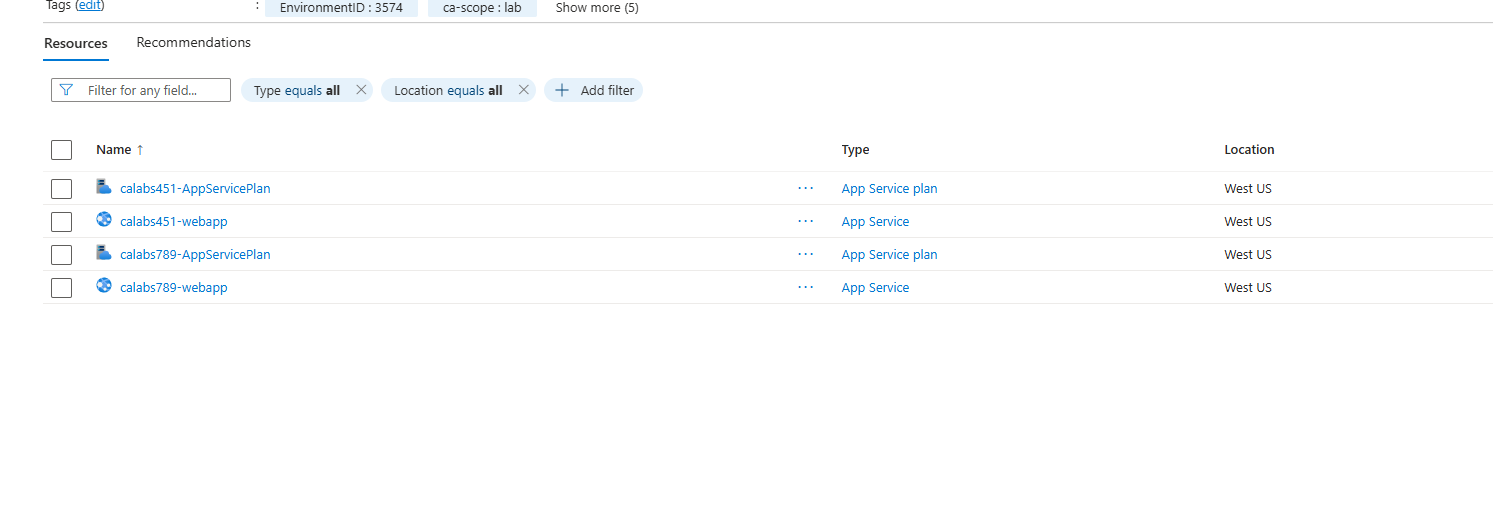 Tags (edit) : EnvironmentID : 3574 ca-scope : lab Show more (5)
Resources Recommendations
Filter for any field... Type equals all Location equals all Add filter
Name ↑ Type Location
calabs451-AppServicePlan ... App Service plan West US
calabs451-webapp ... App Service West US
calabs789-AppServicePlan ... App Service plan West US
calabs789-webapp ... App Service West US